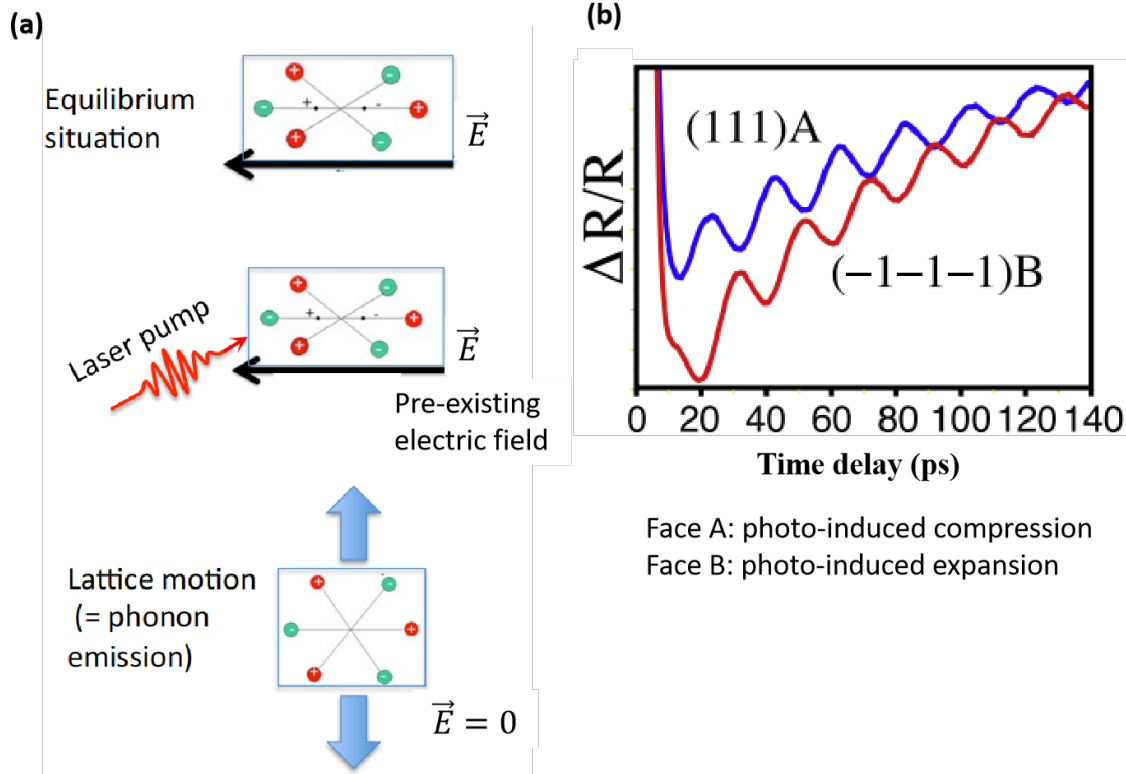 (a)
Equilibrium
situation
+ - + - + -
+ -
E⃗
Laser pump
+ - + - + -
+ -
E⃗
Pre-existing
electric field
Lattice motion
(= phonon
emission)
+ - - + + -
E⃗ = 0
(b)
ΔR/R
(111)A
(−1−1−1)B
0 20 40 60 80 100 120 140
Time delay (ps)
Face A: photo-induced compression
Face B: photo-induced expansion